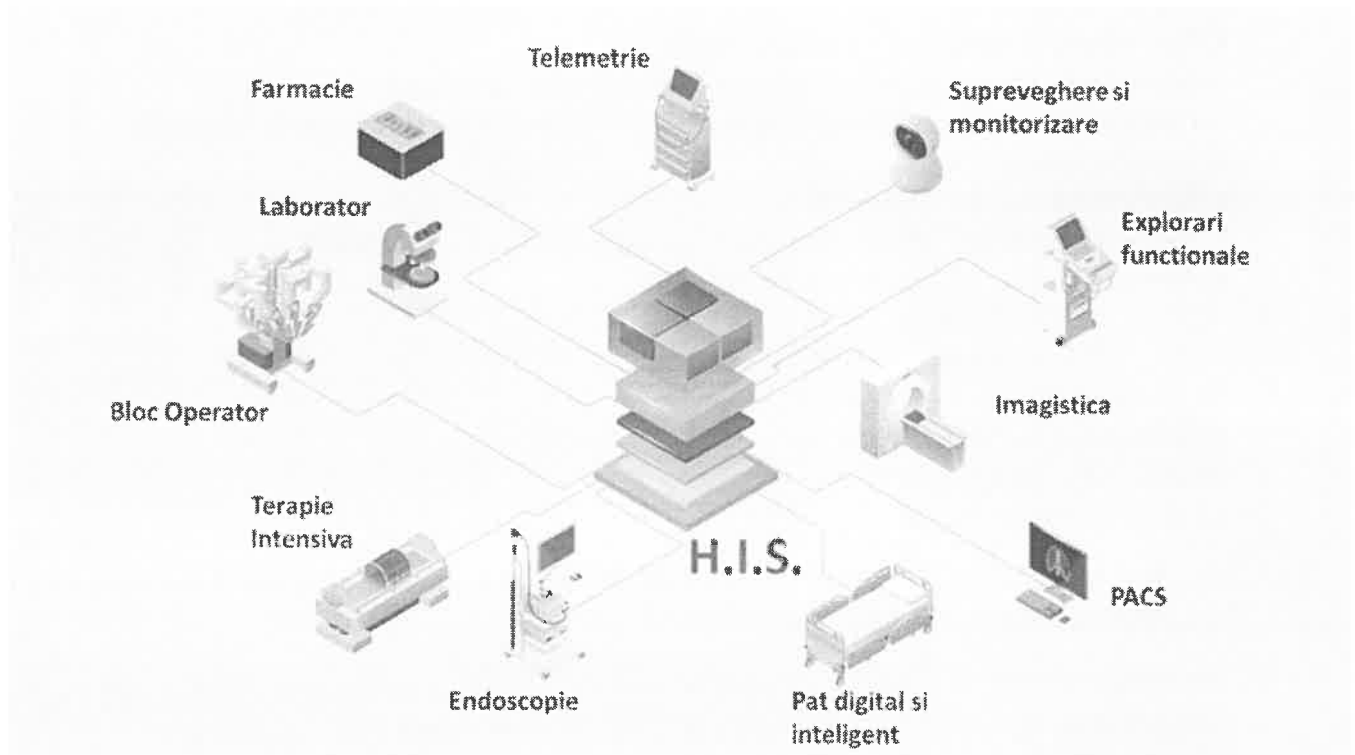 Telemetrie
Farmacie
Supreveghere si
monitorizare
Laborator
Explorari
functionale
Bloc Operator
Imagistica
Terapie
Intensiva
H.I.S.
PACS
Endoscopie
Pat digital si
inteligent